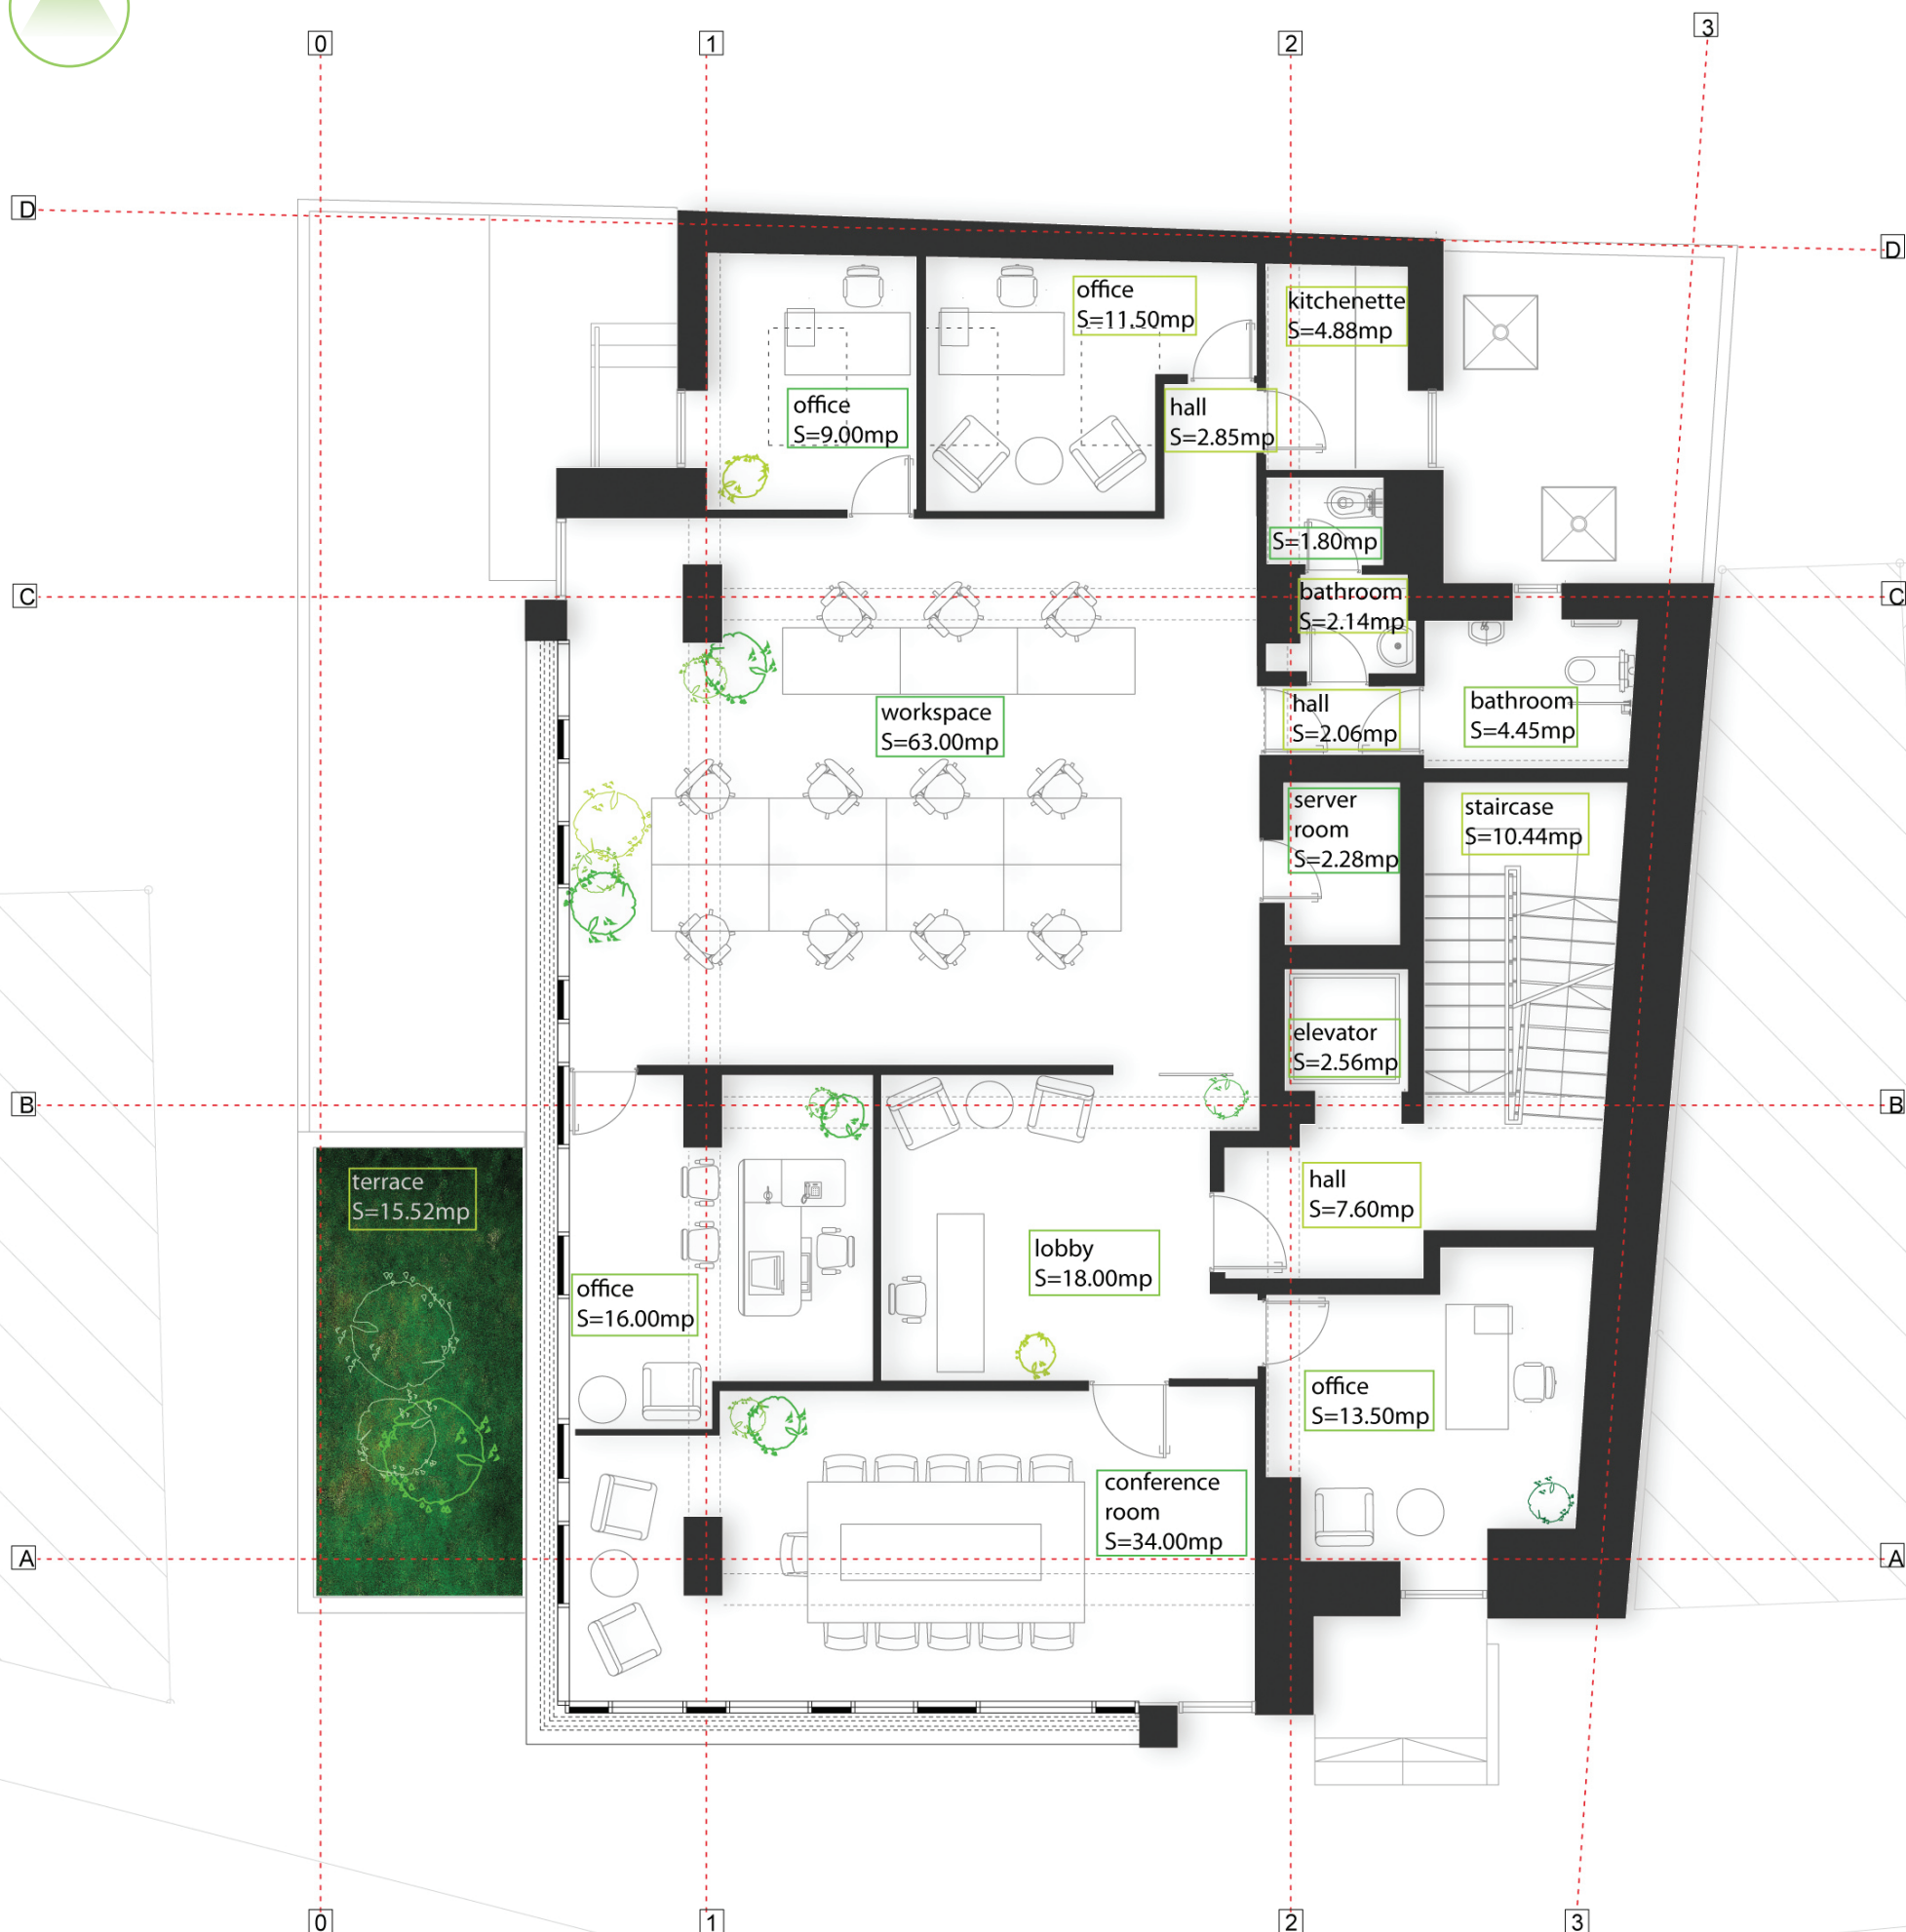 0
1
2
3
D
D
office
S=11.50mp
kitchenette
S=4.88mp
office
S=9.00mp
hall
S=2.85mp
S=1.80mp
C
C
bathroom
S=2.14mp
workspace
S=63.00mp
hall
S=2.06mp
bathroom
S=4.45mp
server
room
S=2.28mp
staircase
S=10.44mp
elevator
S=2.56mp
B
B
terrace
S=15.52mp
hall
S=7.60mp
lobby
S=18.00mp
office
S=16.00mp
office
S=13.50mp
conference
room
S=34.00mp
A
A
0
1
2
3